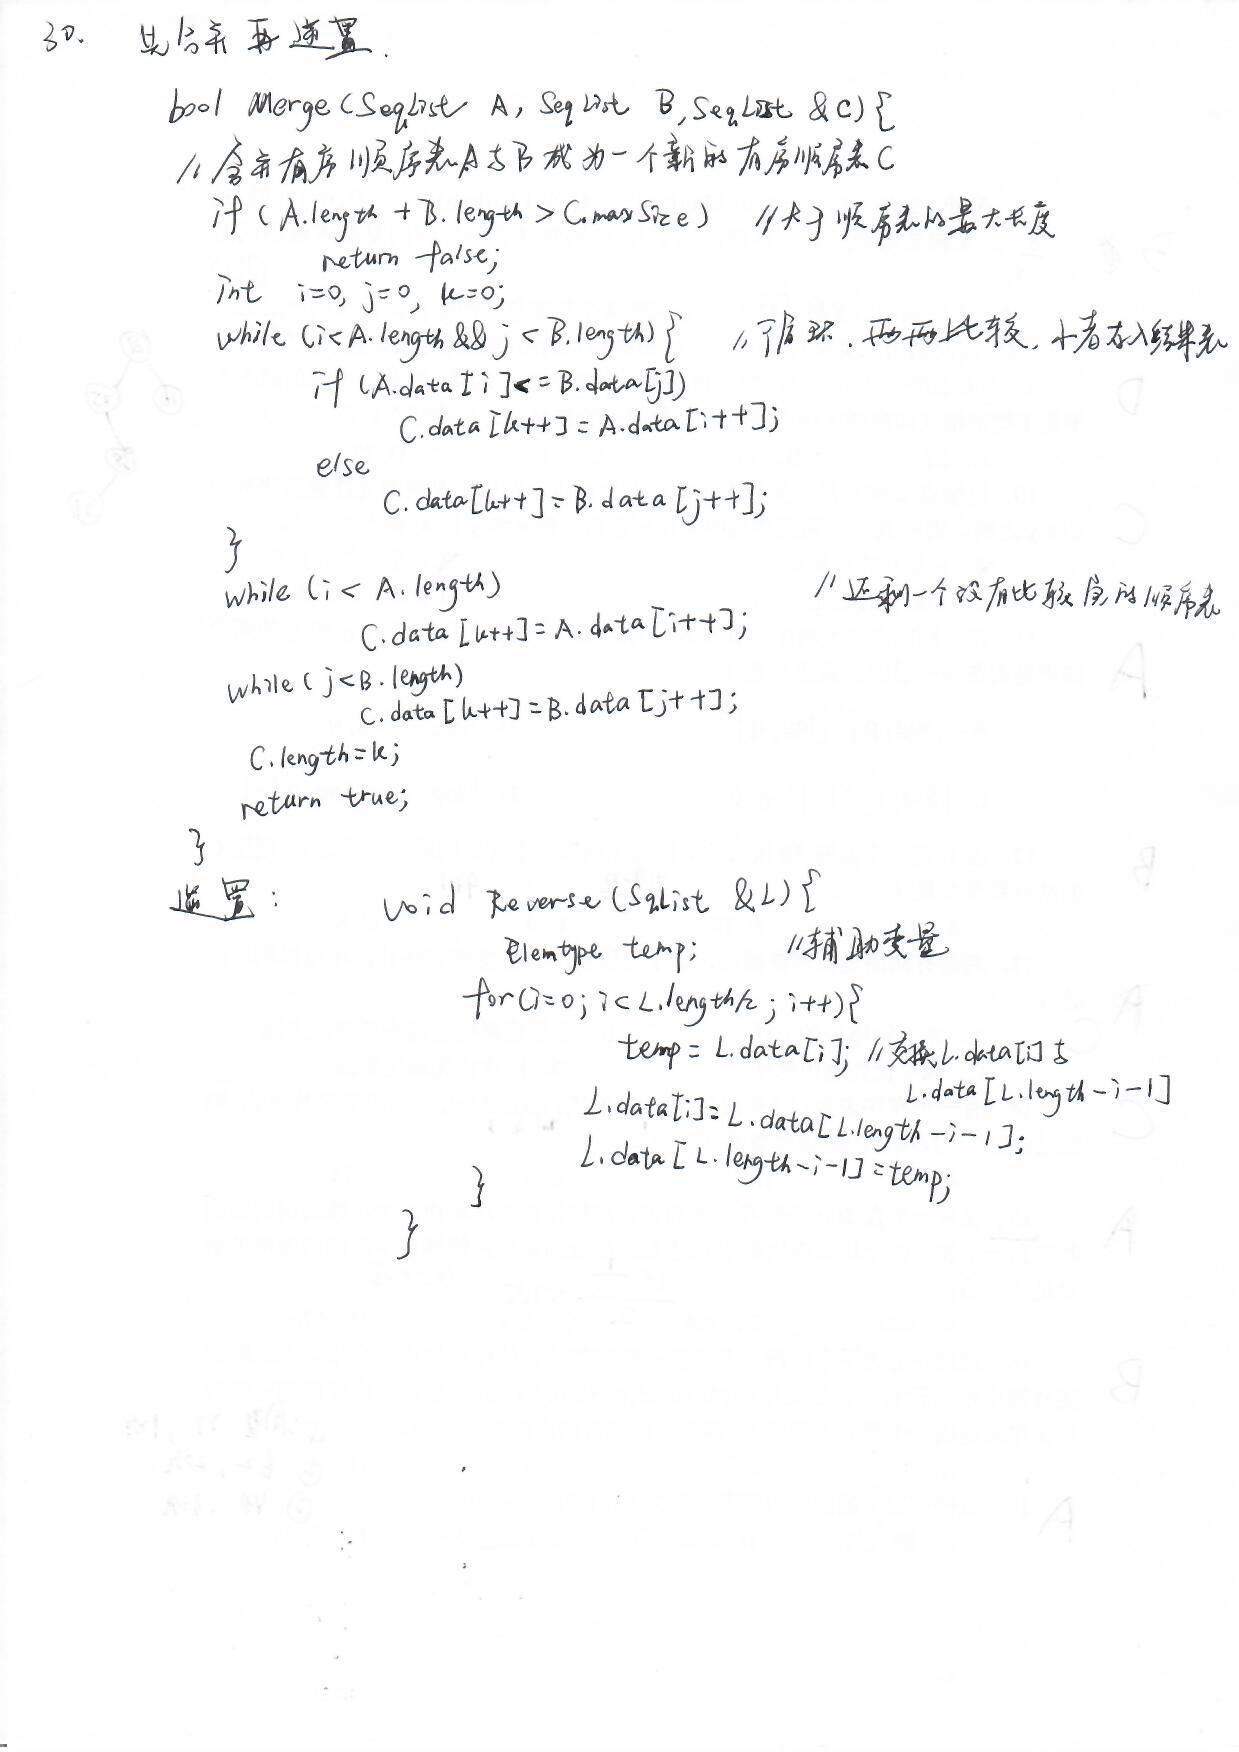 30. 先合并再逆置.
bool Merge(SeqList A, SeqList B, SeqList &C){
//合并有序顺序表A与B成为一个新的有序顺序表C
if (A.length + B.length > C.maxSize) //大于顺序表的最大长度
return false;
int i=0, j=0, k=0;
while (i<A.length && j < B.length){ //循环, 两两比较, 小者存入结果表
if (A.data[i]<=B.data[j])
C.data[k++]=A.data[i++];
else
C.data[k++]=B.data[j++];
}
while (i< A.length) //还剩一个没有比较完的顺序表
C.data[k++]=A.data[i++];
while(j<B.length)
C.data[k++]=B.data[j++];
C.length=k;
return true;
}
逆置: void Reverse(SqList &L){
Elemtype temp; //辅助变量
for(i=0; i<L.length/2; i++){
temp=L.data[i]; //交换L.data[i]与
L.data[L.length-i-1]
L.data[i]=L.data[L.length-i-1];
L.data[L.length-i-1]=temp;
}
}